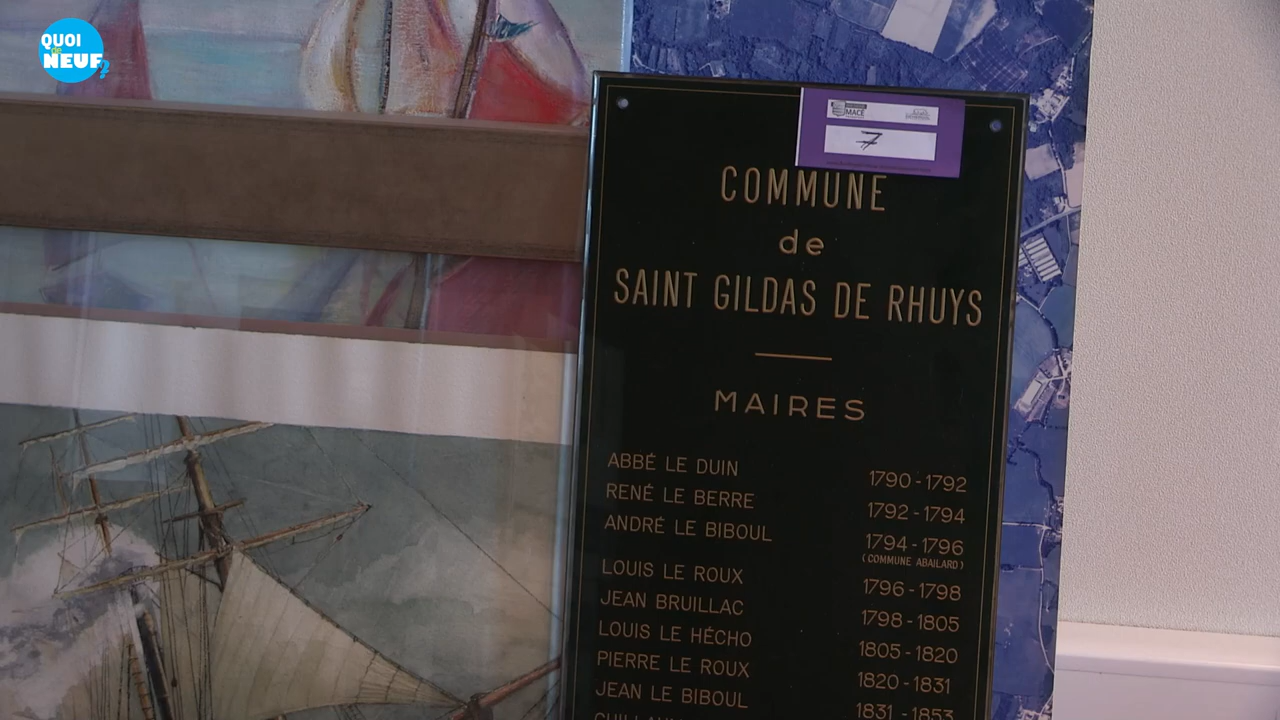 QUOI
de
NEUF?
MACÉ
7
COMMUNE
de
SAINT GILDAS DE RHUYS
MAIRES
ABBÉ LE DUIN 1790 - 1792
RENÉ LE BERRE 1792 - 1794
ANDRÉ LE BIBOUL 1794 - 1796
(COMMUNE ABAILARD)
LOUIS LE ROUX 1796 - 1798
JEAN BRUILLAC 1798 - 1805
LOUIS LE HÉCHO 1805 - 1820
PIERRE LE ROUX 1820 - 1831
JEAN LE BIBOUL 1831 - 1853